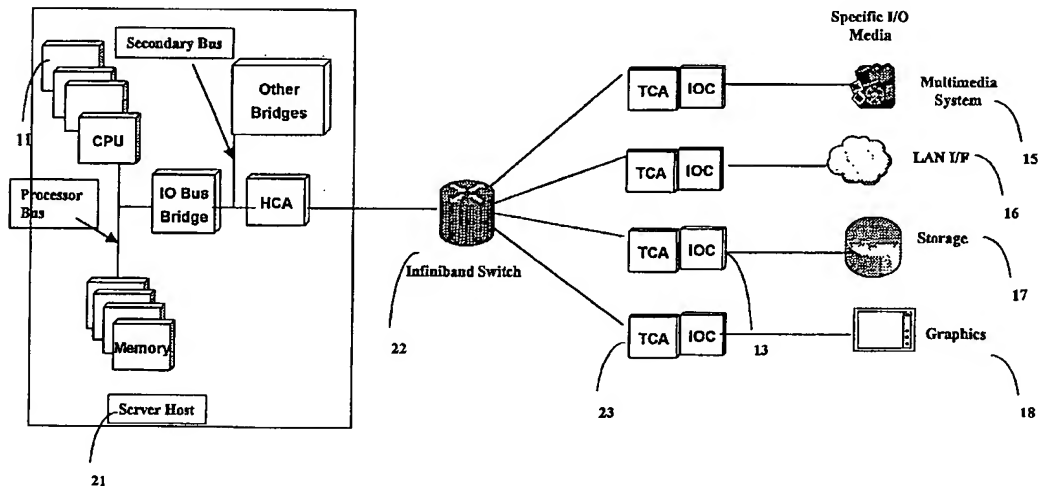 Specific I/O
Media
Secondary Bus
Other
Bridges
TCA
IOC
Multimedia
System
11
CPU
15
TCA
IOC
LAN I/F
Processor
Bus
IO Bus
Bridge
HCA
16
TCA
IOC
Storage
Infiniband Switch
17
Memory
22
TCA
IOC
13
Graphics
23
18
Server Host
21